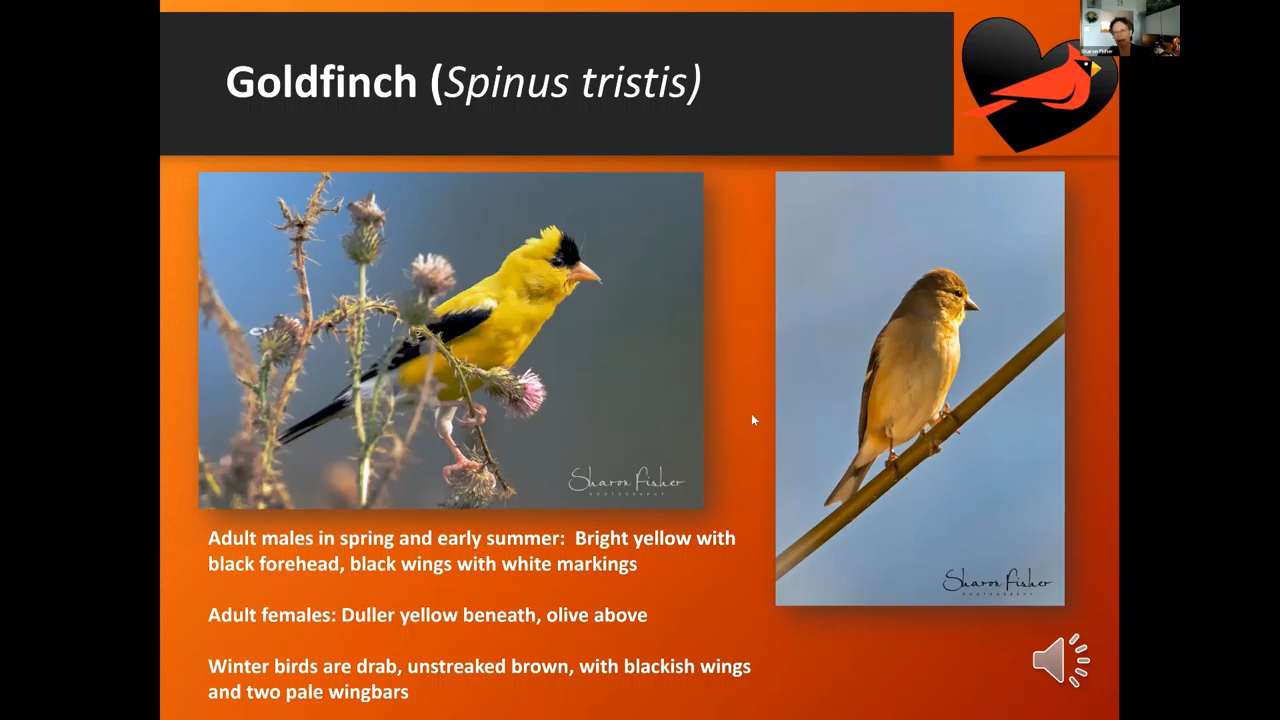 Sharon Fisher
Goldfinch (Spinus tristis)
Sharon Fisher
PHOTOGRAPHY
Sharon Fisher
PHOTOGRAPHY
Adult males in spring and early summer:  Bright yellow with
black forehead, black wings with white markings
Adult females: Duller yellow beneath, olive above
Winter birds are drab, unstreaked brown, with blackish wings
and two pale wingbars